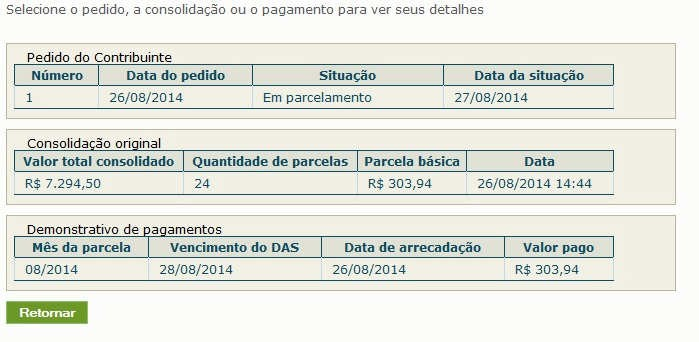 Selecione o pedido, a consolidação ou o pagamento para ver seus detalhes
Pedido do Contribuinte
Número Data do pedido Situação Data da situação
1 26/08/2014 Em parcelamento 27/08/2014
Consolidação original
Valor total consolidado Quantidade de parcelas Parcela básica Data
R$ 7.294,50 24 R$ 303,94 26/08/2014 14:44
Demonstrativo de pagamentos
Mês da parcela Vencimento do DAS Data de arrecadação Valor pago
08/2014 28/08/2014 26/08/2014 R$ 303,94
Retornar